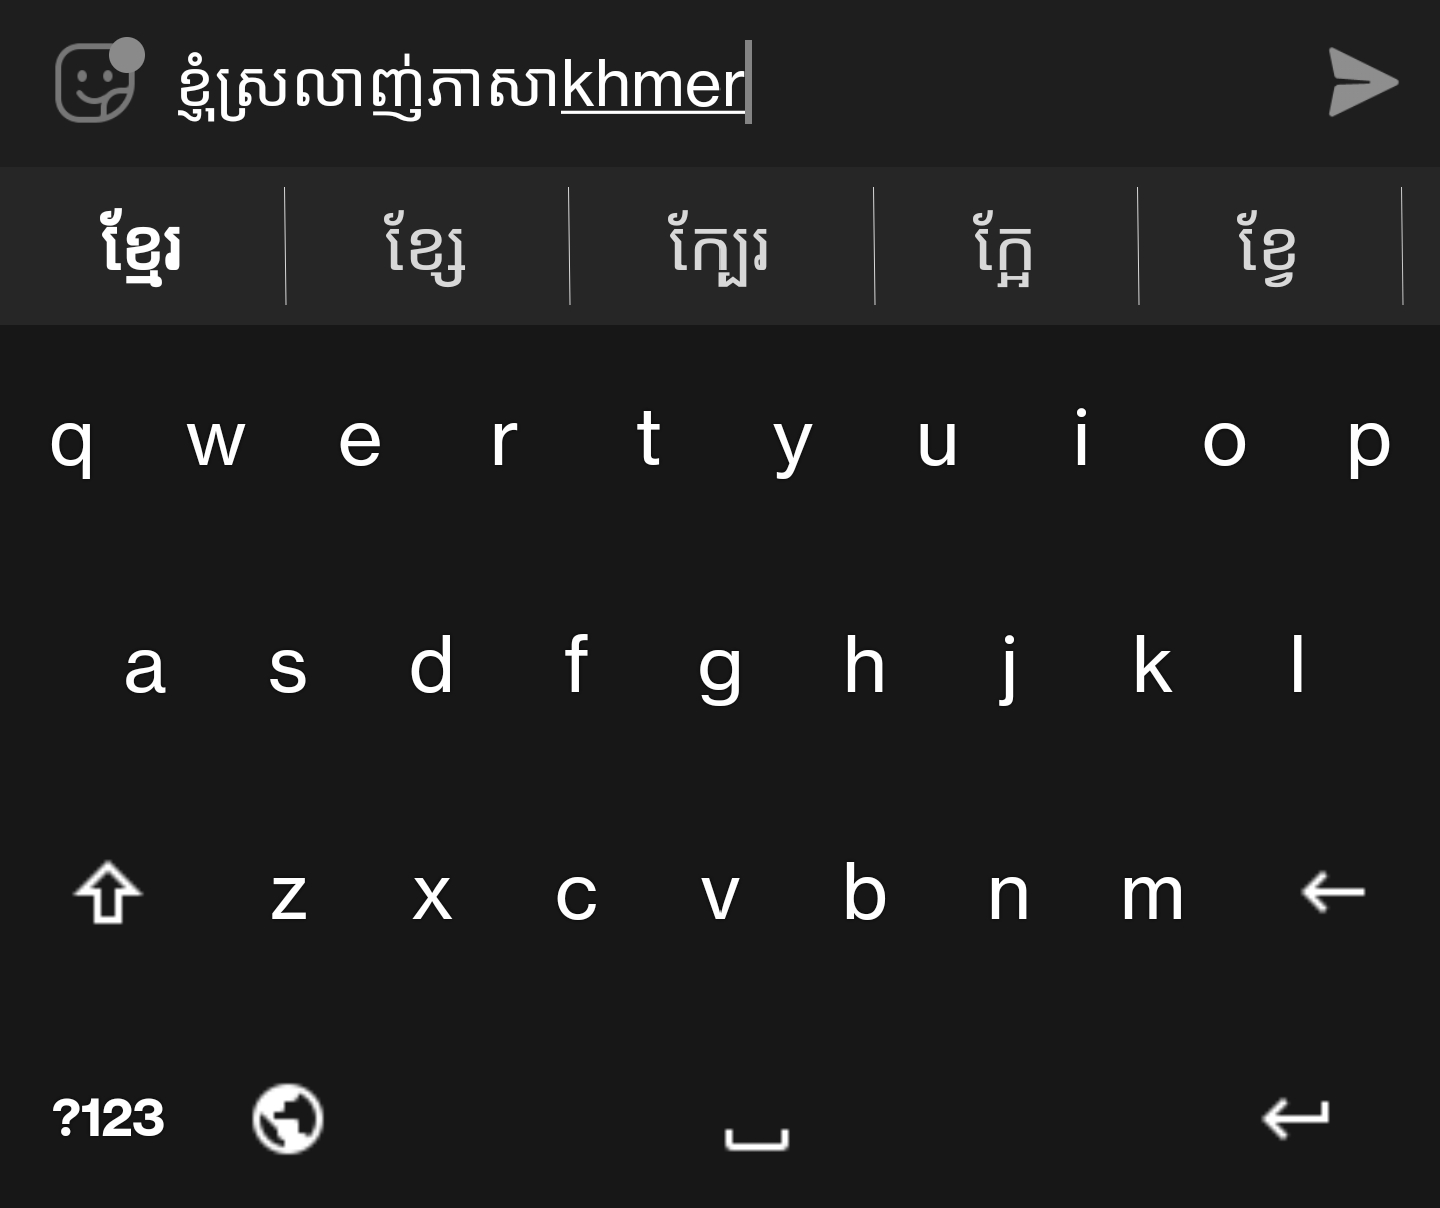 ខ្ញុំស្រលាញ់ភាសាkhmer
ខ្មែរ ខ្សែ ក្បែរ ក្អែ ខ្វែ
q w e r t y u i o p
a s d f g h j k l
z x c v b n m
?123